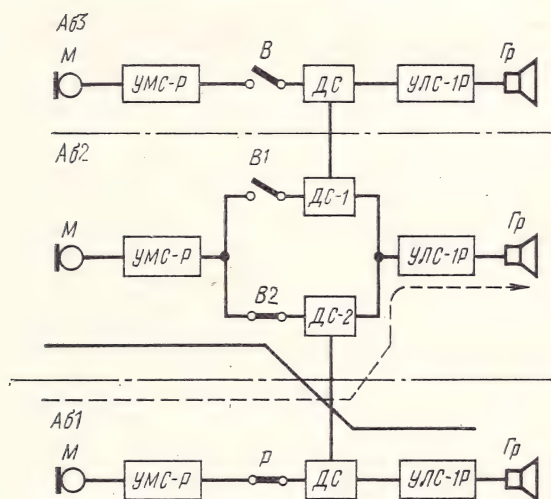 Аб3
М УМС-Р В ДС УЛС-1Р Гр
Аб2
В1 ДС-1
М УМС-Р УЛС-1Р Гр
В2 ДС-2
Аб1
М УМС-Р Р ДС УЛС-1Р Гр